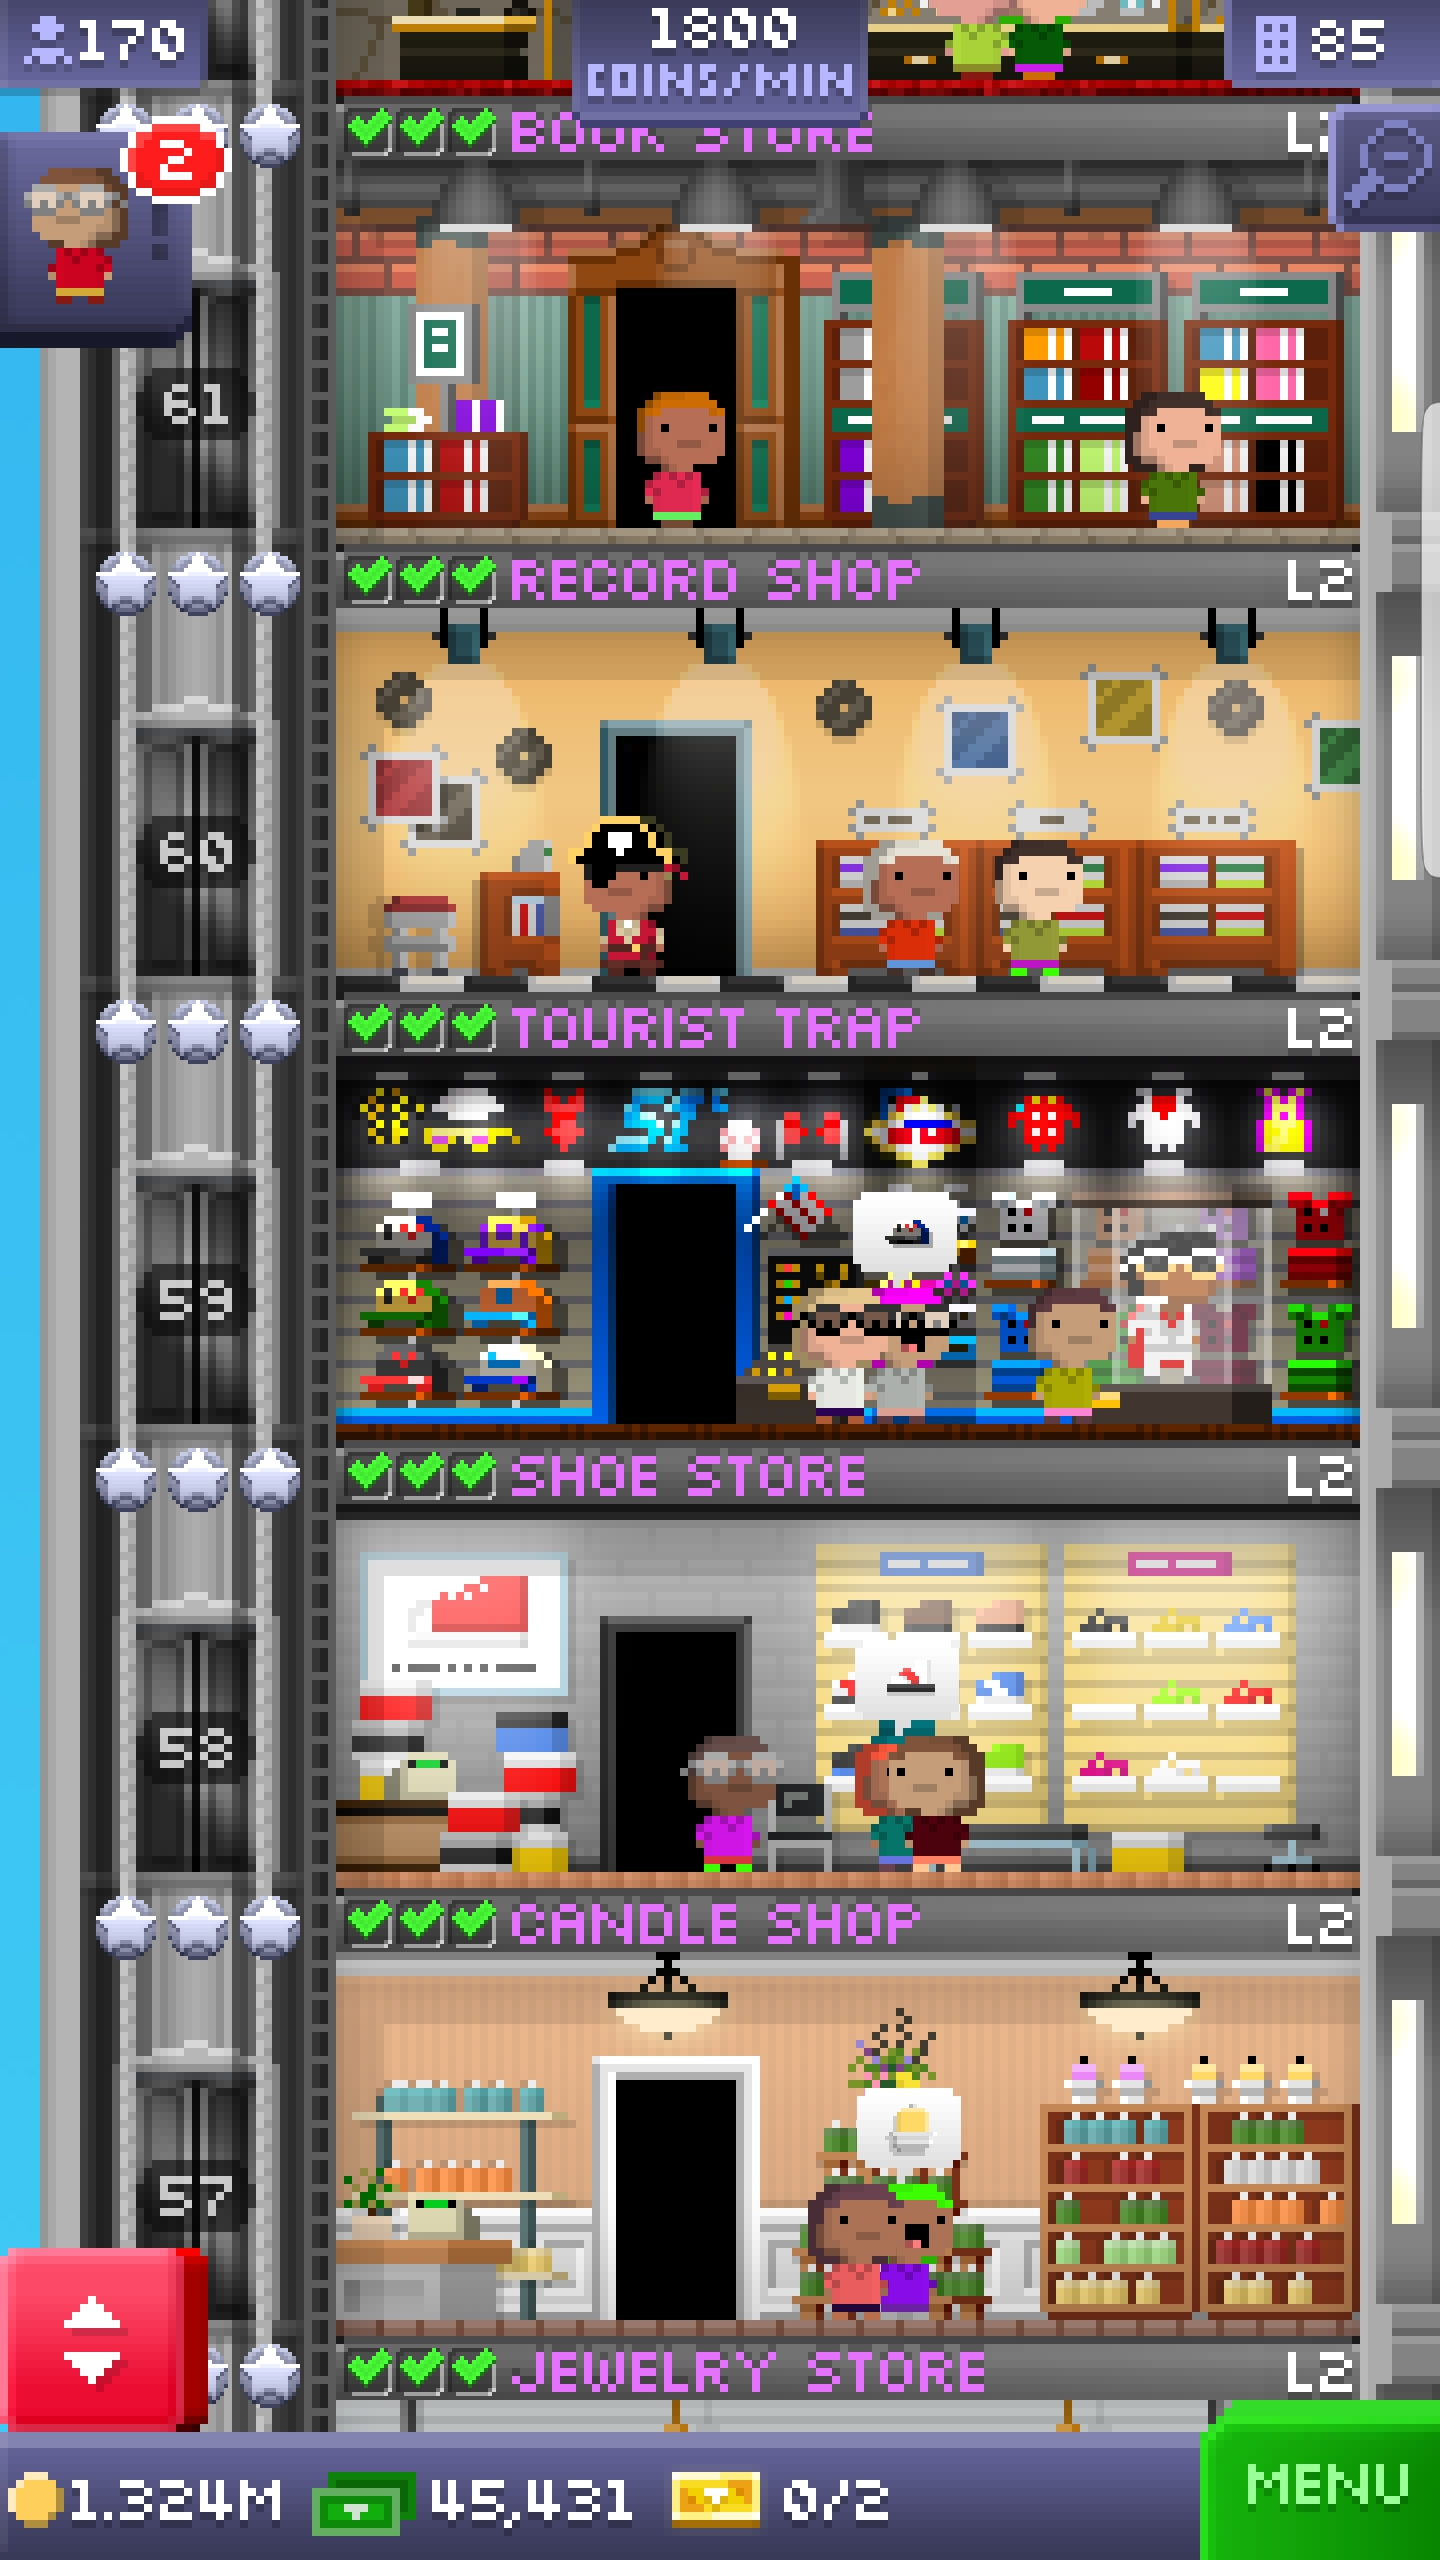 170
1800
COINS/MIN
85
2
BOOK STORE
61
RECORD SHOP L2
60
TOURIST TRAP L2
59
SHOE STORE L2
58
CANDLE SHOP L2
57
JEWELRY STORE L2
1.324M 45,431 0/2 MENU